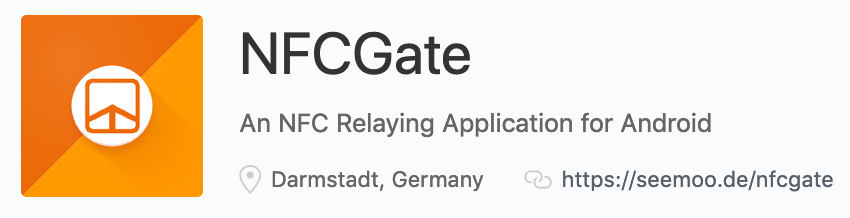 NFCGate
An NFC Relaying Application for Android
Darmstadt, Germany https://seemoo.de/nfcgate